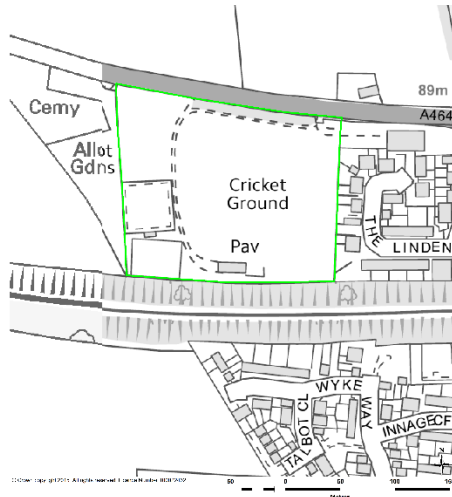 89m
A464
Cemy
Allot
Gdns
Cricket
Ground
Pav
THE
LINDEN
WYKE
WAY
TALBOT CL
INNAGECF
50
0
50
100